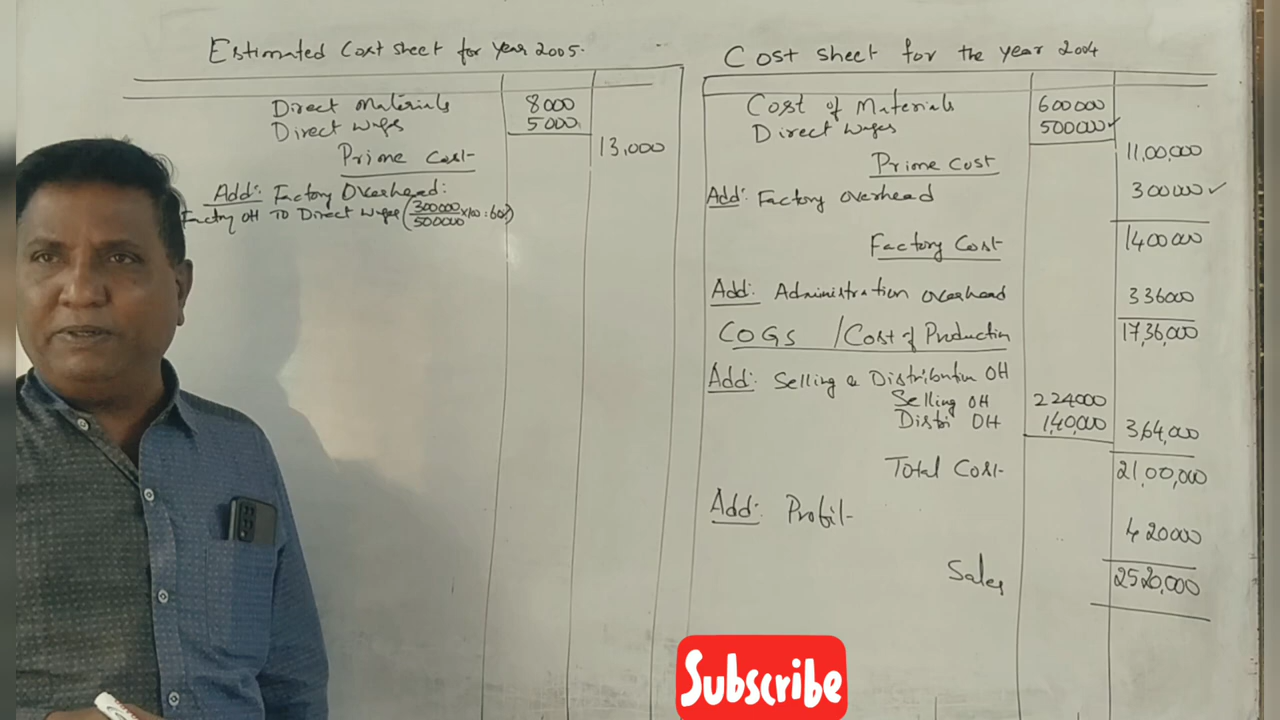 Estimated Cost sheet for Year 2005.
Direct Materials 8000
Direct wages 5000
Prime Cost 13,000
Add: Factory Overhead:
Factory OH To Direct wages (300000/500000 x100 : 60%)
Cost sheet for the year 2004
Cost of Materials 600000
Direct wages 500000✓
Prime Cost 11,00,000
Add: Factory overhead 300000✓
Factory Cost 1400000
Add: Administration overhead 336000
COGS / Cost of Production 17,36,000
Add: Selling & Distribution OH
Selling OH 224000
Distri OH 1,40,000 3,64,000
Total Cost 21,00,000
Add: Profit 420000
Sales 2520,000
Subscribe